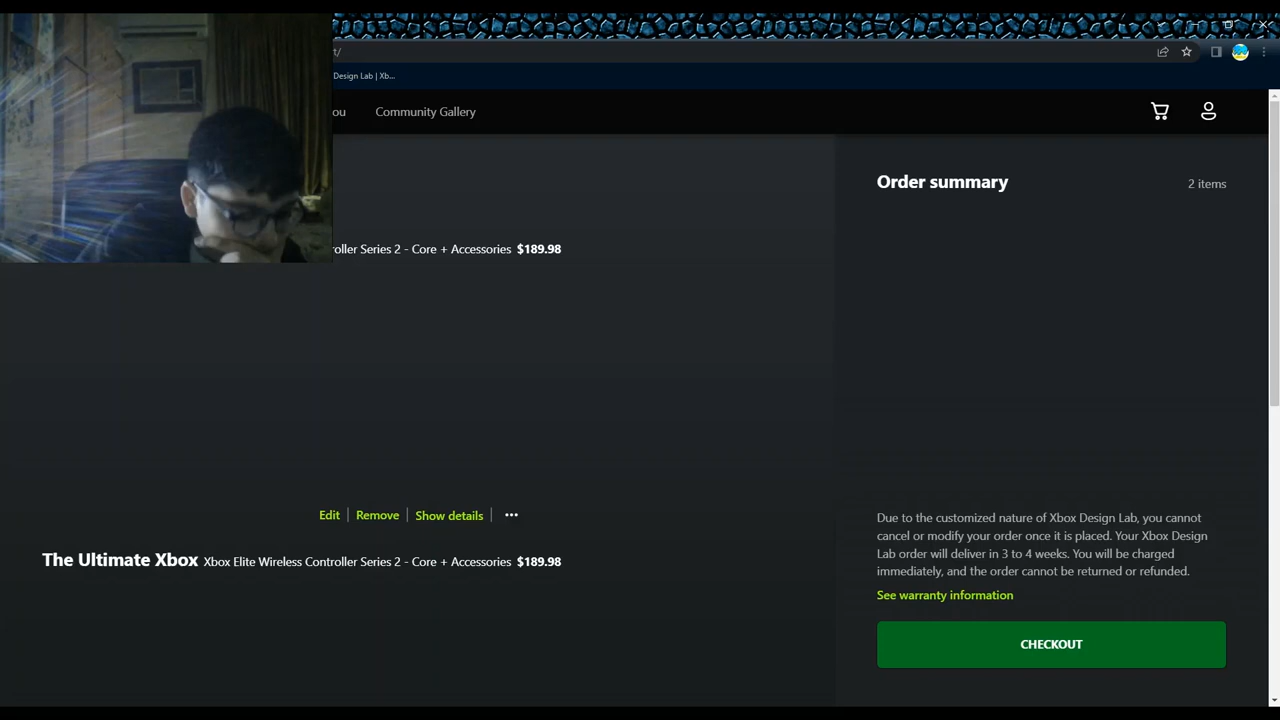 t/
Design Lab | Xb...
ou Community Gallery
Order summary 2 items
oller Series 2 - Core + Accessories $189.98
Edit | Remove | Show details | •••
The Ultimate Xbox Xbox Elite Wireless Controller Series 2 - Core + Accessories $189.98
Due to the customized nature of Xbox Design Lab, you cannot
cancel or modify your order once it is placed. Your Xbox Design
Lab order will deliver in 3 to 4 weeks. You will be charged
immediately, and the order cannot be returned or refunded.
See warranty information
CHECKOUT